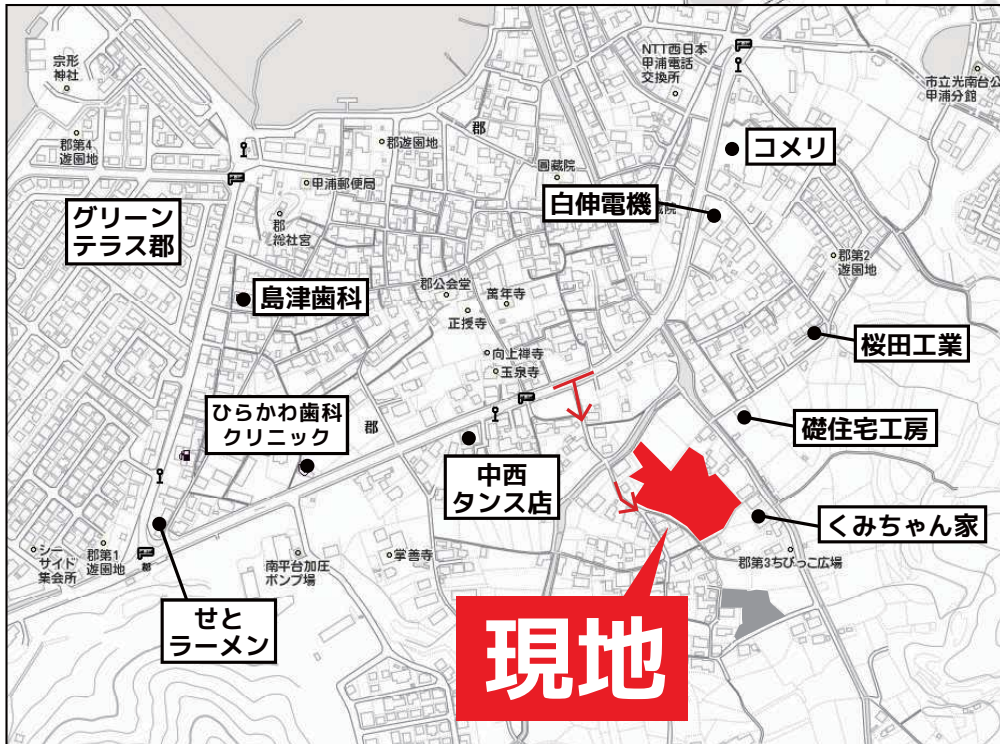 宗形
神社
NTT西日本
甲浦電話
交換所
市立光南台公
甲浦分館
郡第4
遊園地
郡
郡遊園地
コメリ
圓蔵院
甲浦郵便局
白伸電機
蔵院
グリーン
テラス郡
郡
総社宮
郡第2
遊園地
郡公会堂
島津歯科
萬年寺
正授寺
桜田工業
向上禅寺
玉泉寺
ひらかわ歯科
クリニック
郡
礎住宅工房
中西
タンス店
くみちゃん家
シー
サイド
集会所
郡第1
遊園地
郡
南平台加圧
ポンプ場
掌善寺
郡第3ちびっこ広場
せと
ラーメン
現地